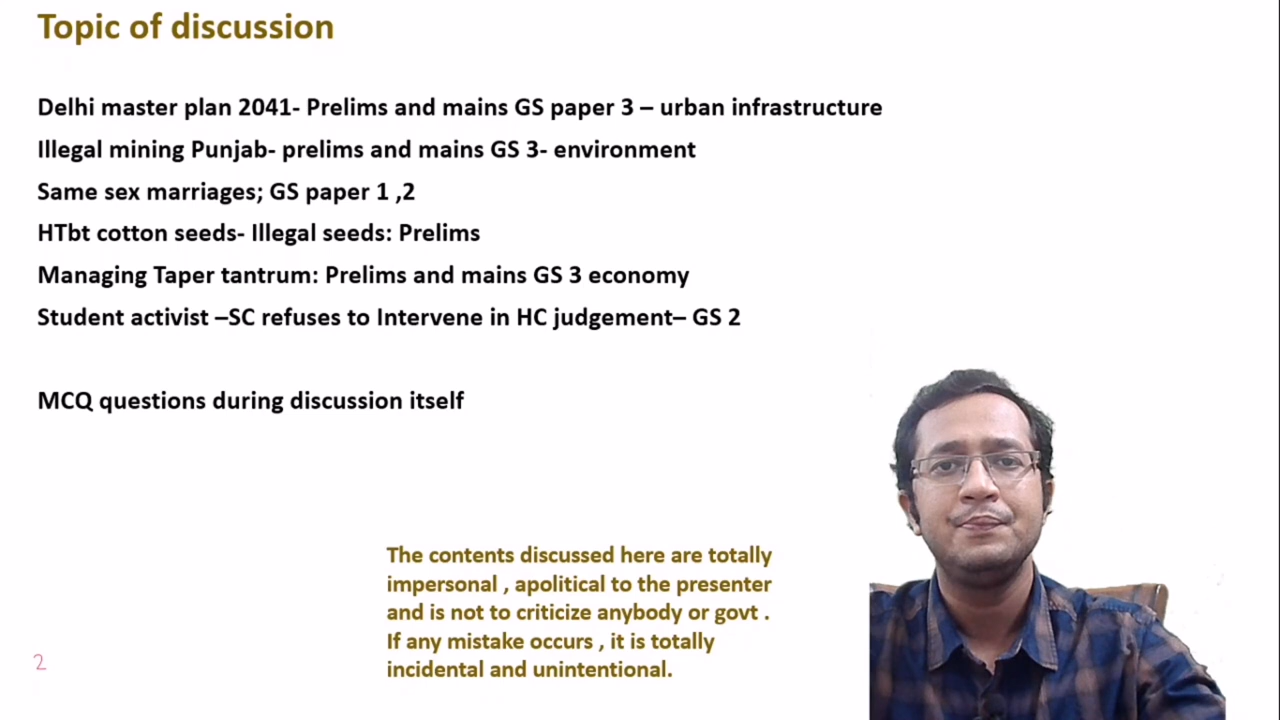 Topic of discussion
Delhi master plan 2041- Prelims and mains GS paper 3 – urban infrastructure
Illegal mining Punjab- prelims and mains GS 3- environment
Same sex marriages; GS paper 1 ,2
HTbt cotton seeds- Illegal seeds: Prelims
Managing Taper tantrum: Prelims and mains GS 3 economy
Student activist –SC refuses to Intervene in HC judgement– GS 2
MCQ questions during discussion itself
The contents discussed here are totally
impersonal , apolitical to the presenter
and is not to criticize anybody or govt .
If any mistake occurs , it is totally
incidental and unintentional.
2